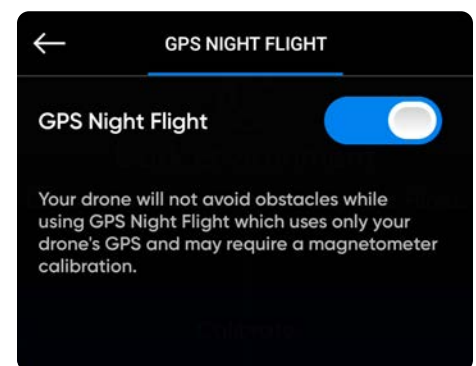 GPS NIGHT FLIGHT
GPS Night Flight
Your drone will not avoid obstacles while
using GPS Night Flight which uses only your
drone's GPS and may require a magnetometer
calibration.